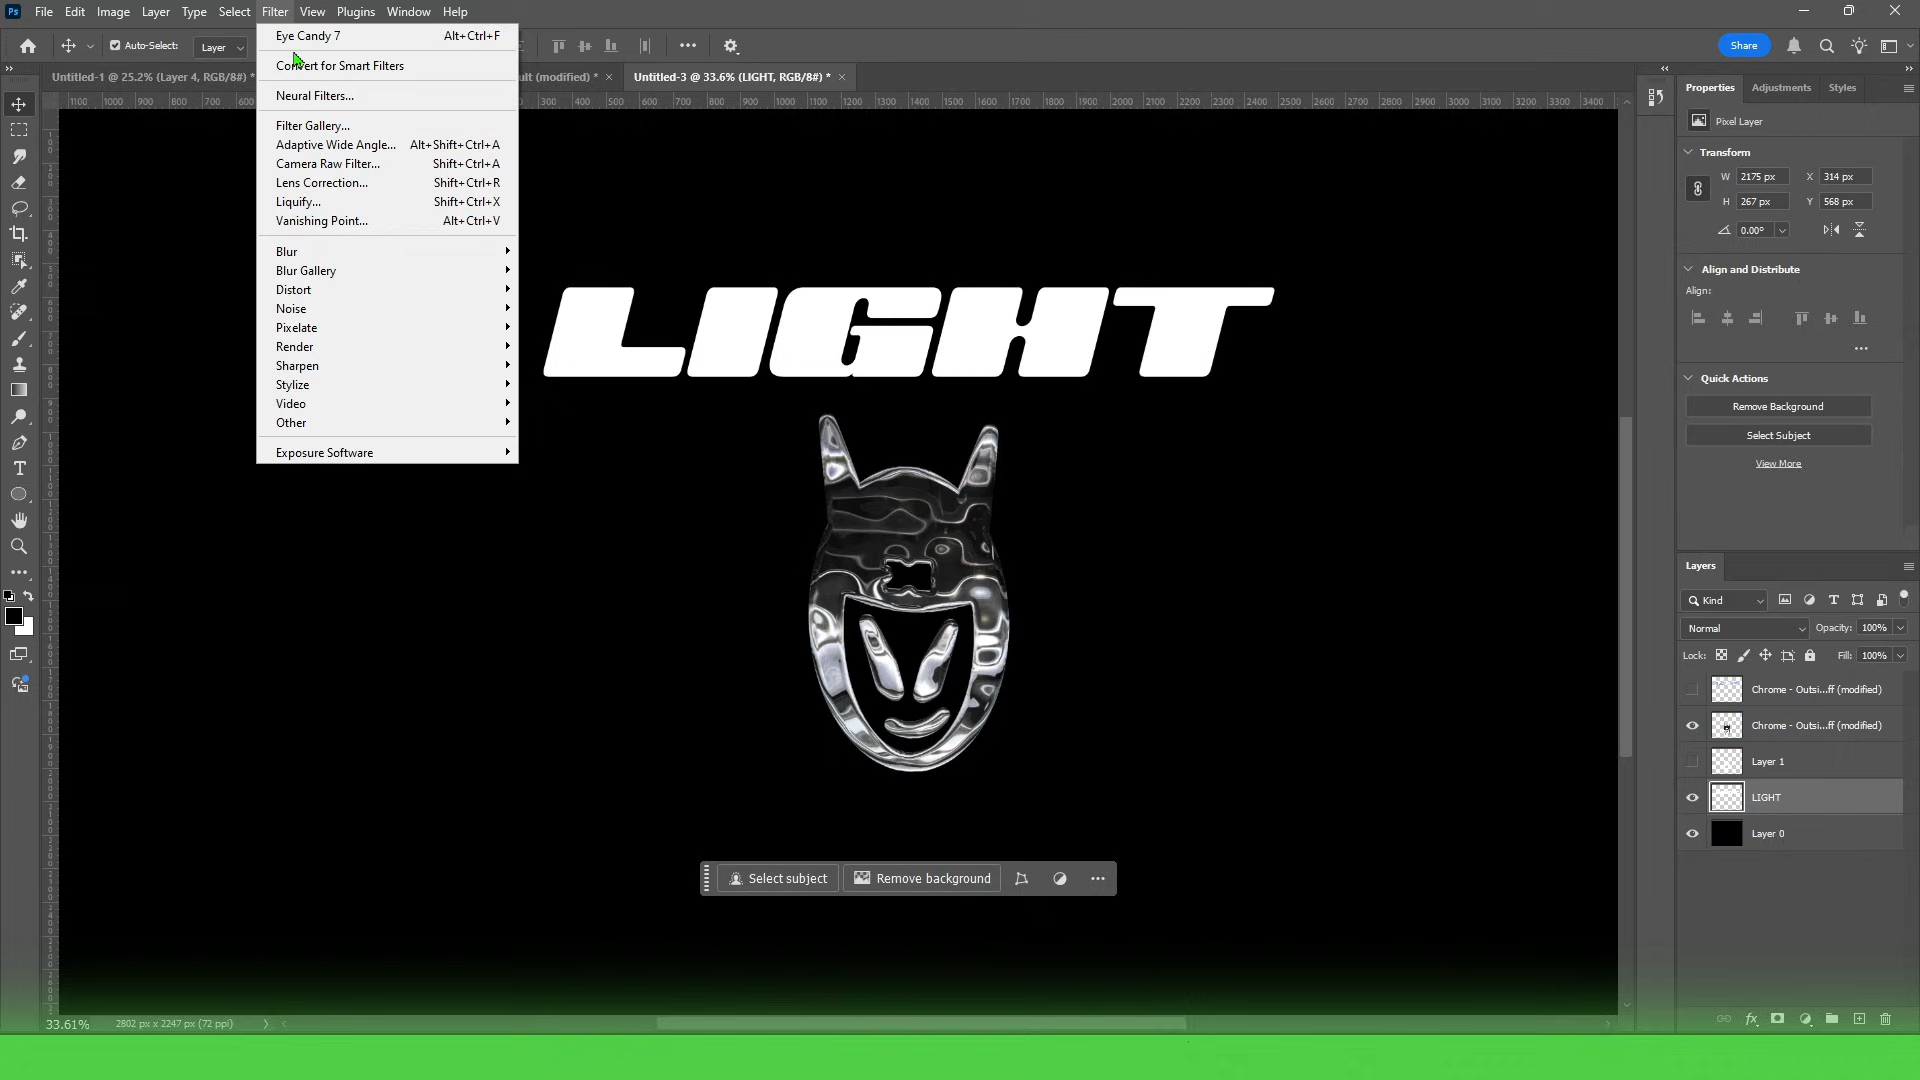 File Edit Image Layer Type Select Filter View Plugins Window Help
Auto-Select: Layer
Share
Untitled-1 @ 25.2% (Layer 4, RGB/8#) *
ult (modified) *
Untitled-3 @ 33.6% (LIGHT, RGB/8#) *
Eye Candy 7 Alt+Ctrl+F
Convert for Smart Filters
Neural Filters...
Filter Gallery...
Adaptive Wide Angle... Alt+Shift+Ctrl+A
Camera Raw Filter... Shift+Ctrl+A
Lens Correction... Shift+Ctrl+R
Liquify... Shift+Ctrl+X
Vanishing Point... Alt+Ctrl+V
Blur
Blur Gallery
Distort
Noise
Pixelate
Render
Sharpen
Stylize
Video
Other
Exposure Software
1100 1000 900 800 700 600 300 400 500 600 700 800 900 1000 1100 1200 1300 1400 1500 1600 1700 1800 1900 2000 2100 2200 2300 2400 2500 2600 2700 2800 2900 3000 3100 3200 3300 3400
LIGHT
Select subject Remove background
33.61% 2802 px x 2247 px (72 ppi)
Properties Adjustments Styles
Pixel Layer
Transform
W 2175 px X 314 px
H 267 px Y 568 px
0.00°
Align and Distribute
Align:
Quick Actions
Remove Background
Select Subject
View More
Layers
Kind
Normal Opacity: 100%
Lock: Fill: 100%
Chrome - Outsi...ff (modified)
Chrome - Outsi...ff (modified)
Layer 1
LIGHT
Layer 0